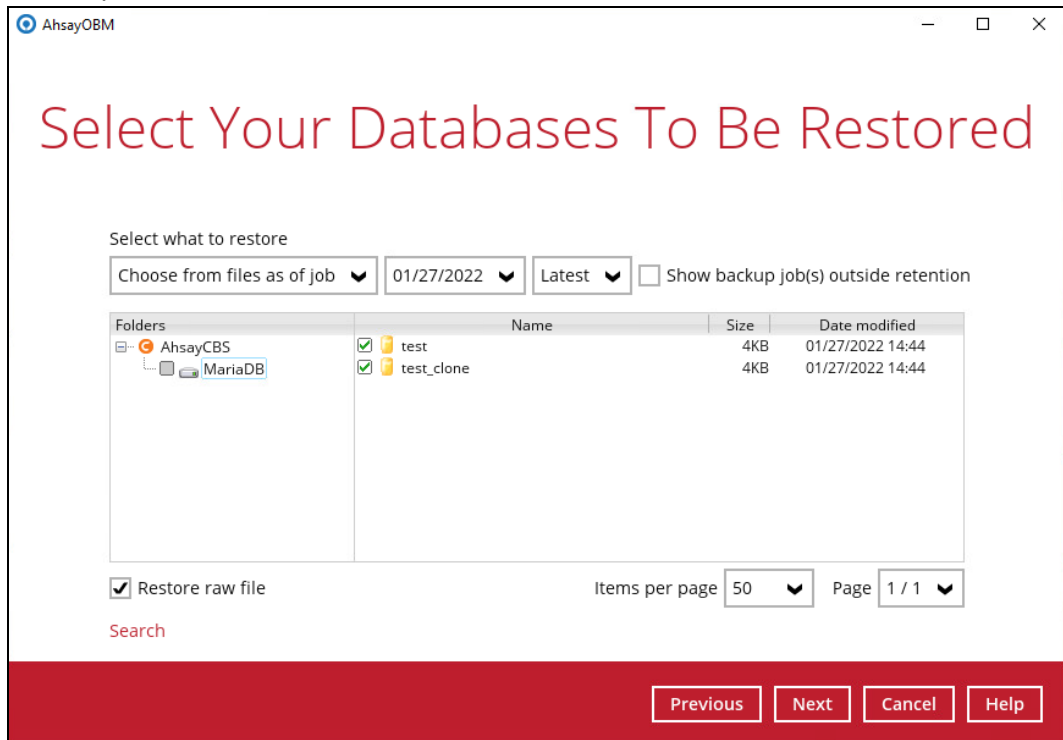 AhsayOBM
Select Your Databases To Be Restored
Select what to restore
Choose from files as of job 01/27/2022 Latest Show backup job(s) outside retention
Folders Name Size Date modified
AhsayCBS test 4KB 01/27/2022 14:44
MariaDB test_clone 4KB 01/27/2022 14:44
Restore raw file Items per page 50 Page 1 / 1
Search
Previous Next Cancel Help